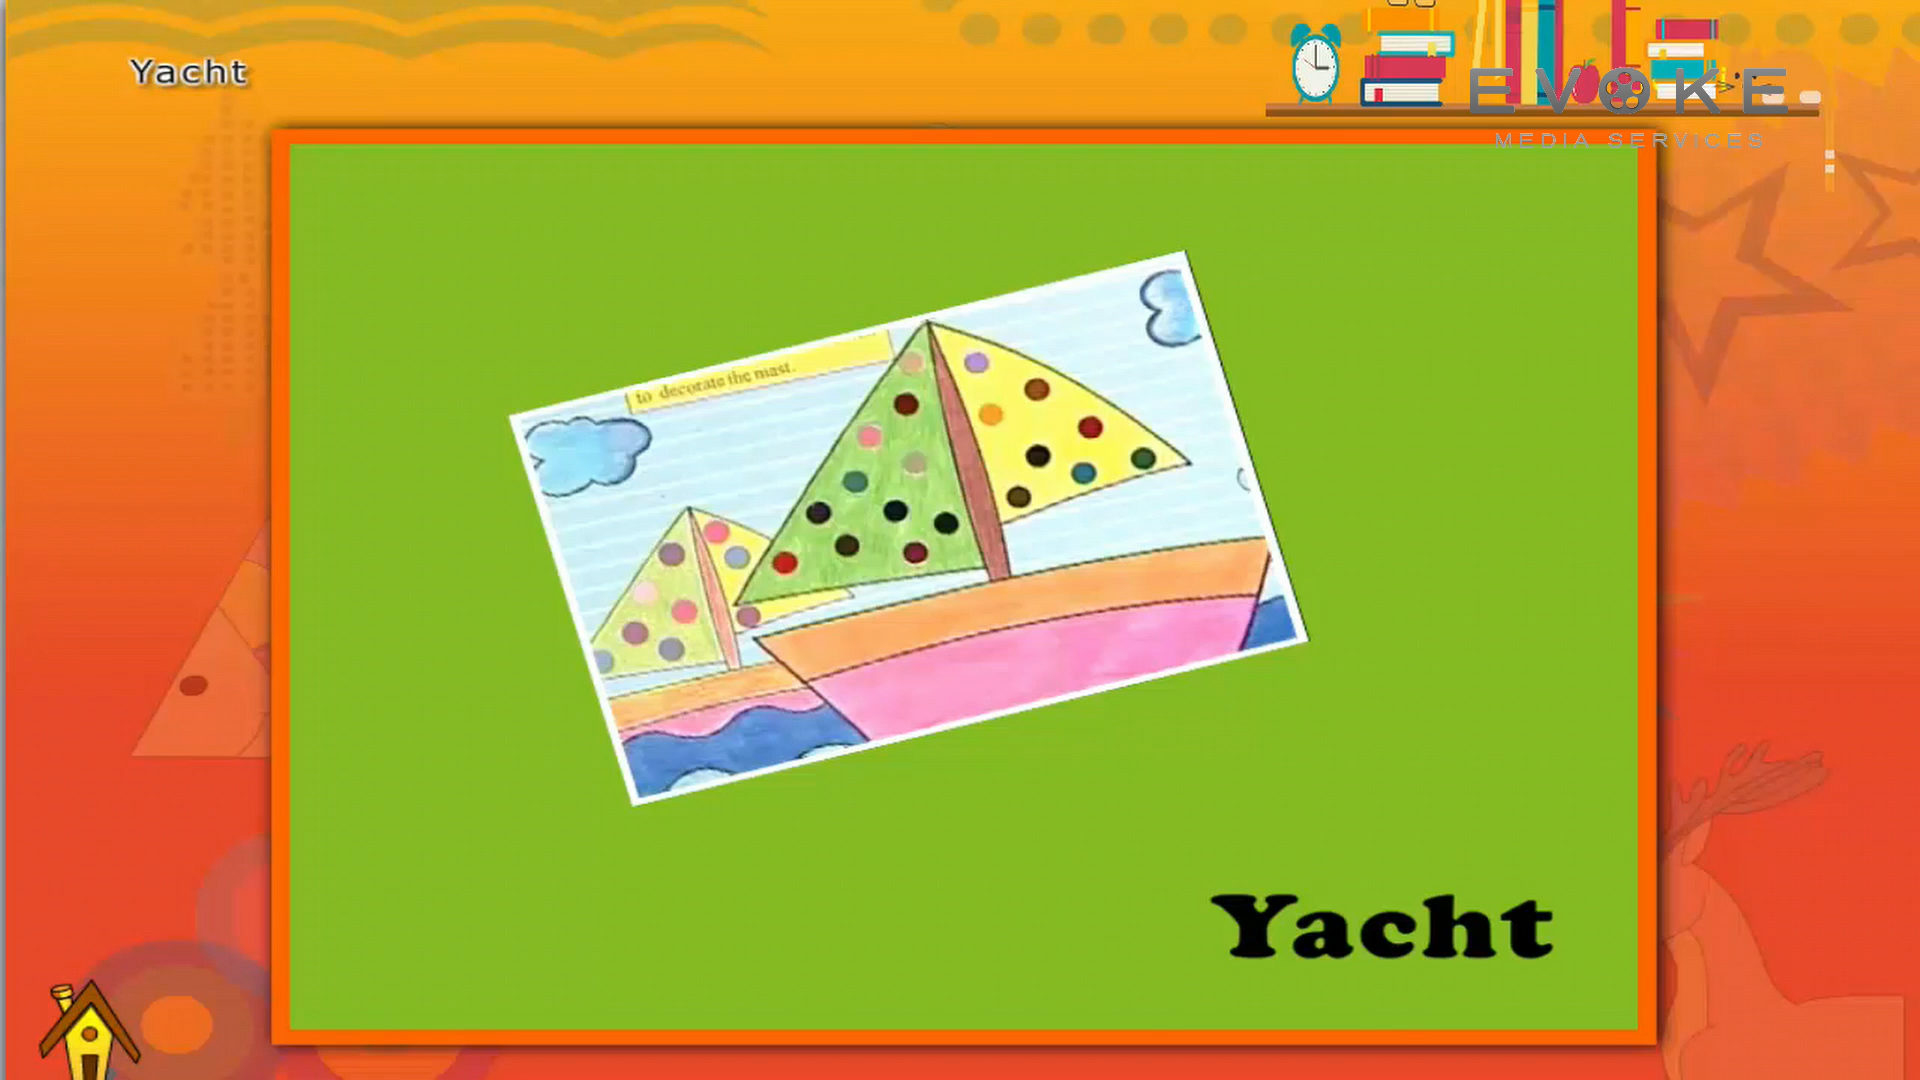 Yacht
EVOKE
MEDIA SERVICES
to decorate the mast.
Yacht